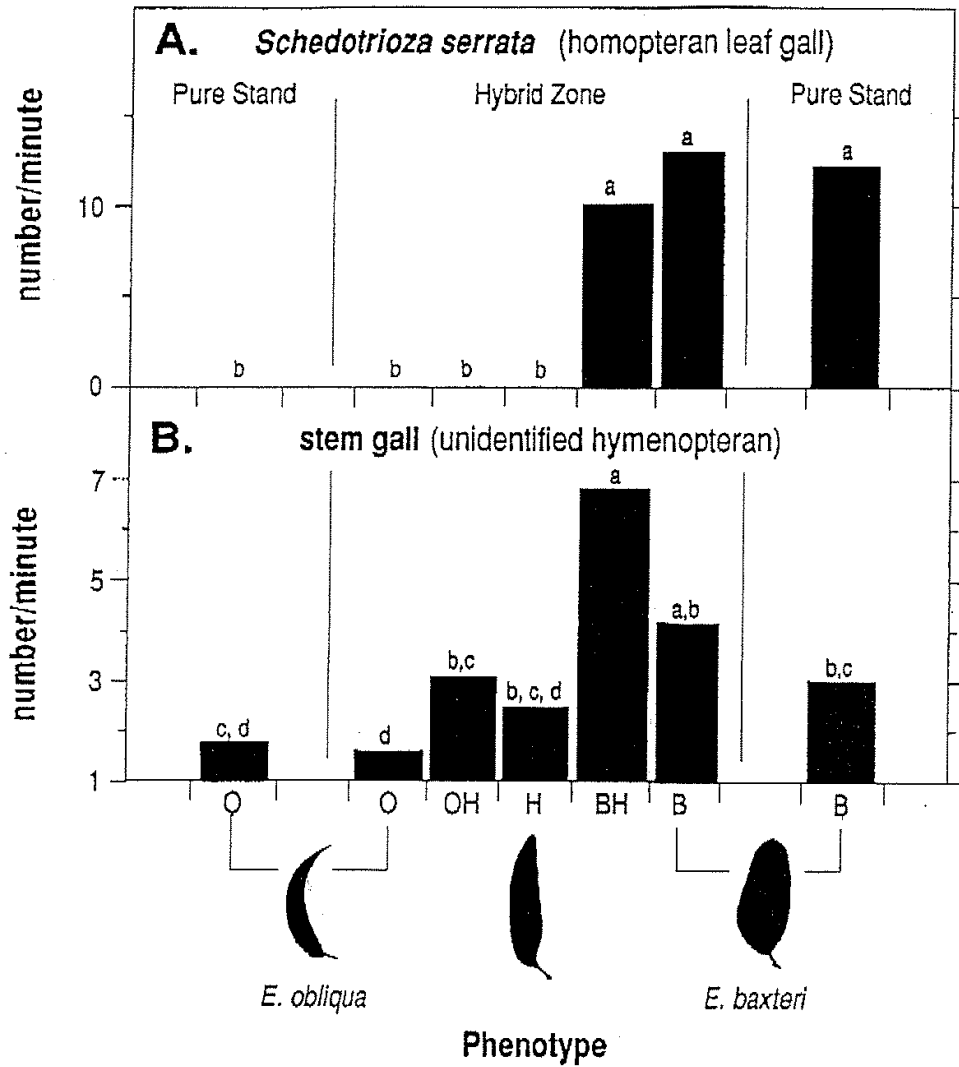 A. Schedotrioza serrata (homopteran leaf gall)
Pure Stand Hybrid Zone Pure Stand
number/minute
10
0
b b b b a a a
B. stem gall (unidentified hymenopteran)
number/minute
7
5
3
1
c, d d b,c b, c, d a a,b b,c
O O OH H BH B B
E. obliqua E. baxteri
Phenotype